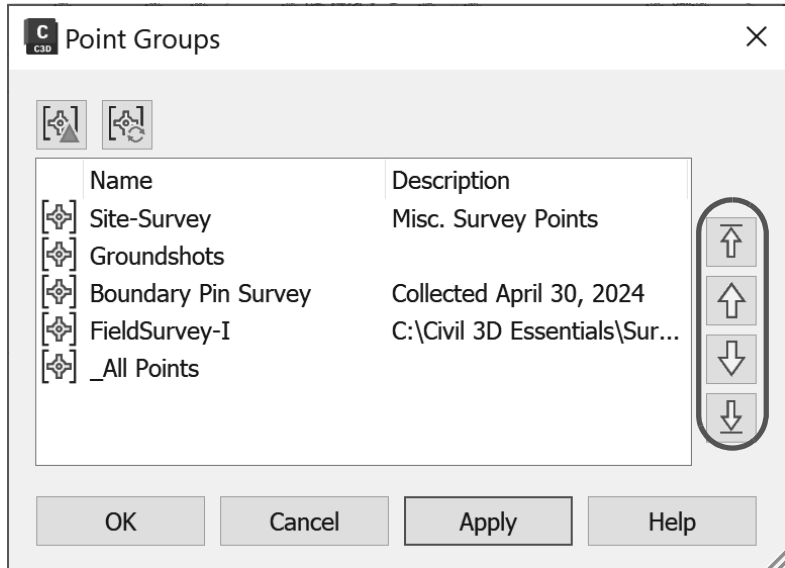 C
C3D
Point Groups
Name Description
Site-Survey Misc. Survey Points
Groundshots
Boundary Pin Survey Collected April 30, 2024
FieldSurvey-I C:\Civil 3D Essentials\Sur...
_All Points
OK Cancel Apply Help